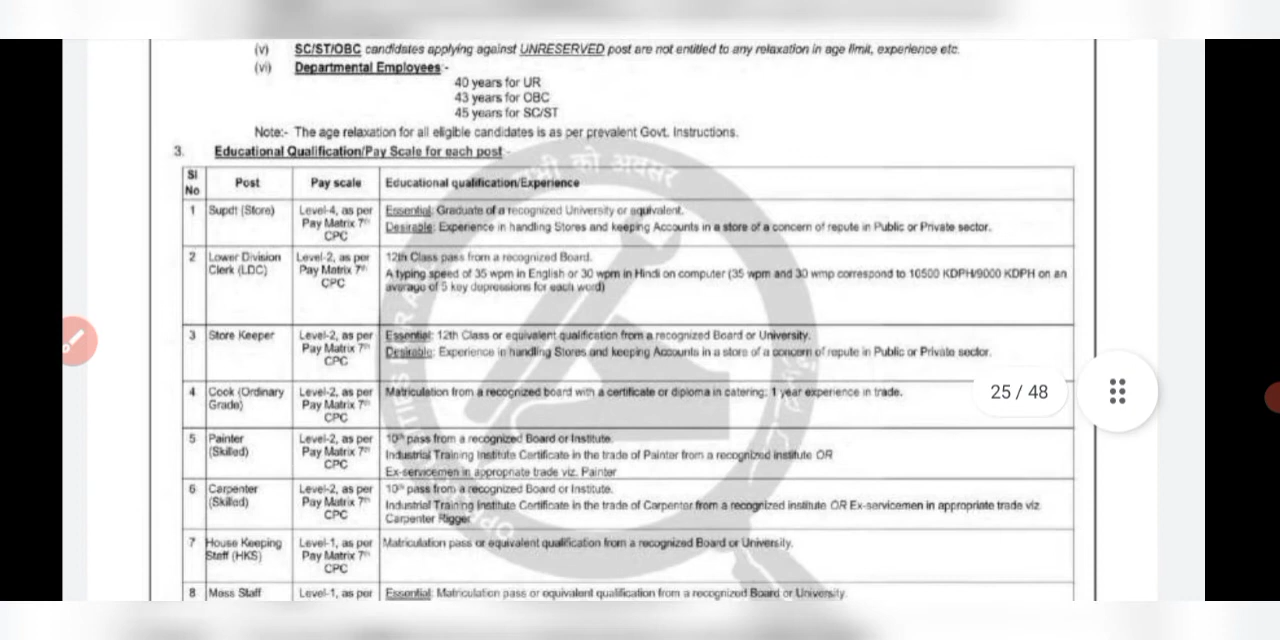 (v) SC/ST/OBC candidates applying against UNRESERVED post are not entitled to any relaxation in age limit, experience etc.
(vi) Departmental Employees:-
40 years for UR
43 years for OBC
45 years for SC/ST
Note:- The age relaxation for all eligible candidates is as per prevalent Govt. Instructions.
3. Educational Qualification/Pay Scale for each post:-
Sl No Post Pay scale Educational qualification/Experience
1 Supdt (Store) Level-4, as per Pay Matrix 7th CPC Essential: Graduate of a recognized University or equivalent.
Desirable: Experience in handling Stores and keeping Accounts in a store of a concern of repute in Public or Private sector.
2 Lower Division Clerk (LDC) Level-2, as per Pay Matrix 7th CPC 12th Class pass from a recognized Board.
A typing speed of 35 wpm in English or 30 wpm in Hindi on computer (35 wpm and 30 wmp correspond to 10500 KDPH/9000 KDPH on an
average of 5 key depressions for each word)
3 Store Keeper Level-2, as per Pay Matrix 7th CPC Essential: 12th Class or equivalent qualification from a recognized Board or University.
Desirable: Experience in handling Stores and keeping Accounts in a store of a concern of repute in Public or Private sector.
4 Cook (Ordinary Grade) Level-2, as per Pay Matrix 7th CPC Matriculation from a recognized board with a certificate or diploma in catering; 1 year experience in trade.
25 / 48
5 Painter (Skilled) Level-2, as per Pay Matrix 7th CPC 10th pass from a recognized Board or Institute.
Industrial Training Institute Certificate in the trade of Painter from a recognized institute OR
Ex-servicemen in appropriate trade viz. Painter
6 Carpenter (Skilled) Level-2, as per Pay Matrix 7th CPC 10th pass from a recognized Board or Institute.
Industrial Training Institute Certificate in the trade of Carpenter from a recognized institute OR Ex-servicemen in appropriate trade viz
Carpenter Rigger
7 House Keeping Staff (HKS) Level-1, as per Pay Matrix 7th CPC Matriculation pass or equivalent qualification from a recognized Board or University.
8 Mess Staff Level-1, as per Essential: Matriculation pass or equivalent qualification from a recognized Board or University.